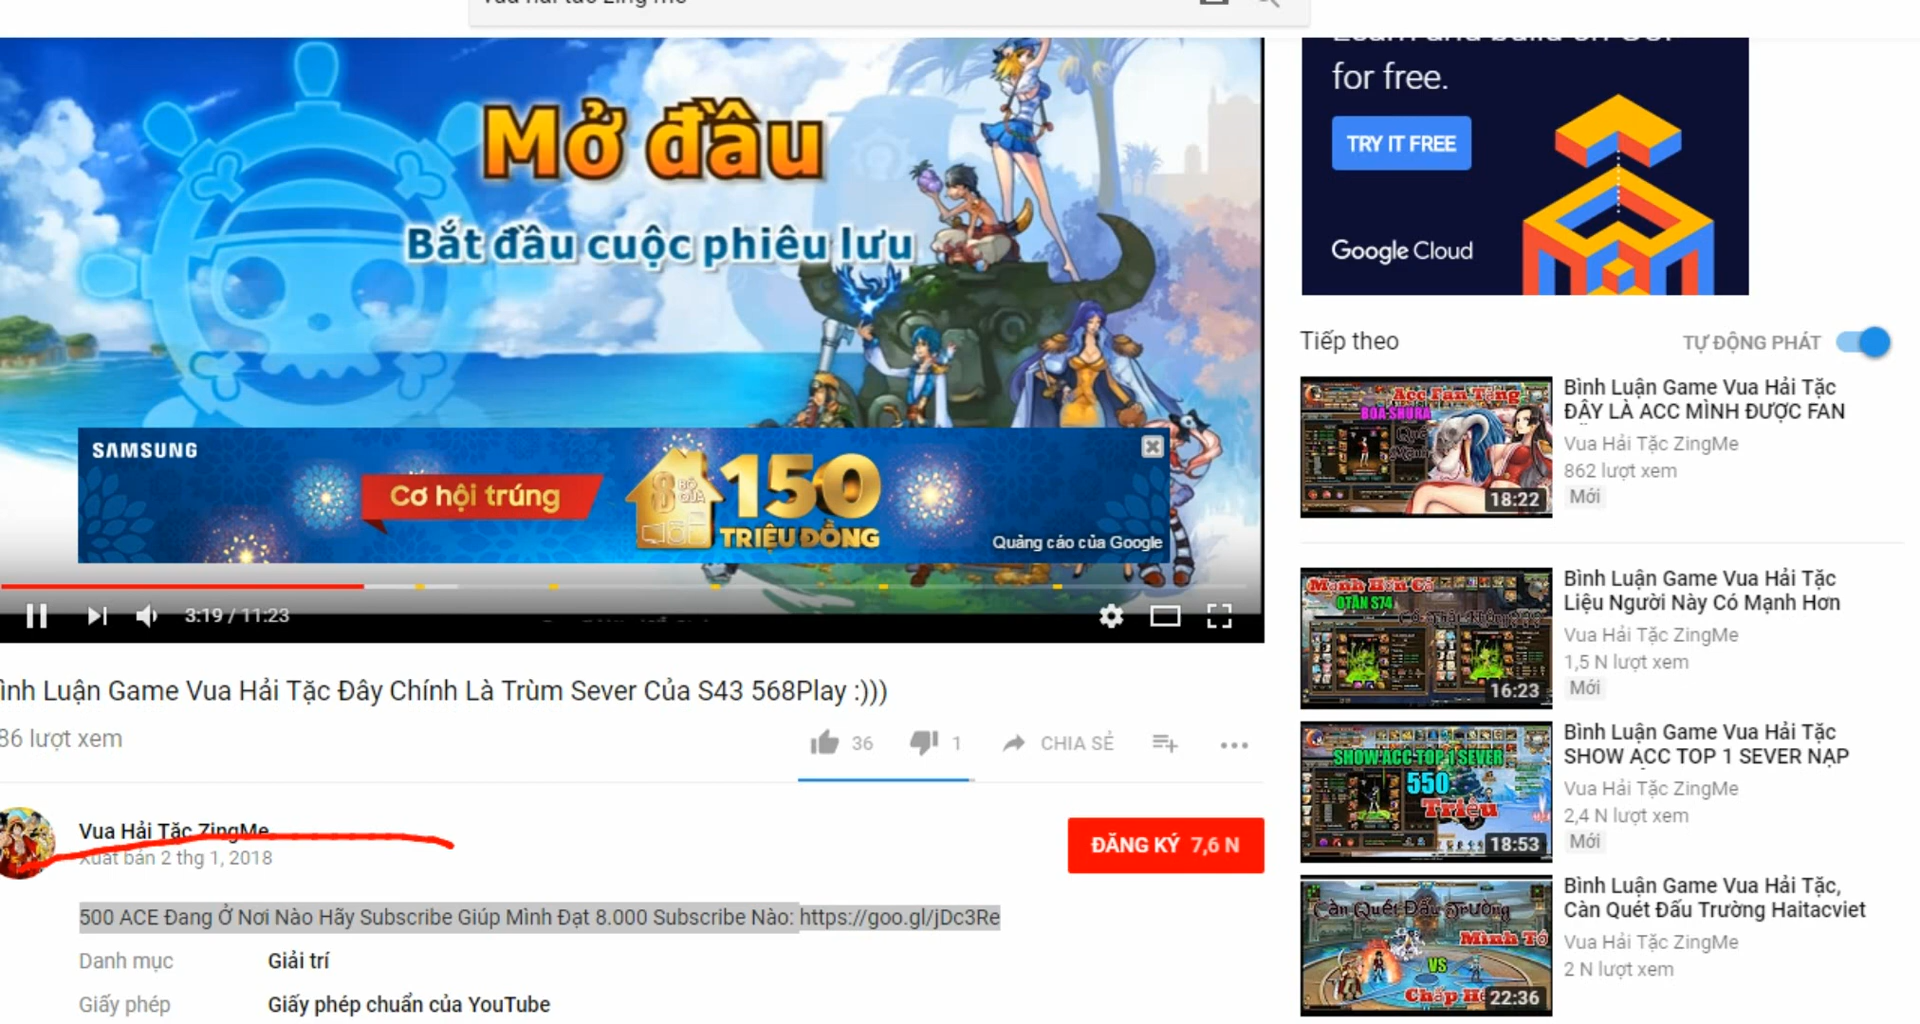 for free.
TRY IT FREE
Google Cloud
Mở đầu
Bắt đầu cuộc phiêu lưu
SAMSUNG
Cơ hội trúng
8 BỘ QUÀ
150
TRIỆU ĐỒNG
Quảng cáo của Google
3:19 / 11:23
ình Luận Game Vua Hải Tặc Đây Chính Là Trùm Sever Của S43 568Play :)))
86 lượt xem
36
1
CHIA SẺ
Vua Hải Tặc ZingMe
Xuất bản 2 thg 1, 2018
ĐĂNG KÝ 7,6 N
500 ACE Đang Ở Nơi Nào Hãy Subscribe Giúp Mình Đạt 8.000 Subscribe Nào: https://goo.gl/jDc3Re
Danh mục
Giải trí
Giấy phép
Giấy phép chuẩn của YouTube
Tiếp theo
TỰ ĐỘNG PHÁT
Acc Fan Tặng
BOA-SHURA
18:22
Bình Luận Game Vua Hải Tặc
ĐÂY LÀ ACC MÌNH ĐƯỢC FAN
Vua Hải Tặc ZingMe
862 lượt xem
Mới
Mạnh Hơn Cả
OTAN S74
16:23
Bình Luận Game Vua Hải Tặc
Liệu Người Này Có Mạnh Hơn
Vua Hải Tặc ZingMe
1,5 N lượt xem
Mới
SHOW ACC TOP 1 SEVER
550
Triệu
18:53
Bình Luận Game Vua Hải Tặc
SHOW ACC TOP 1 SEVER NẠP
Vua Hải Tặc ZingMe
2,4 N lượt xem
Mới
Càn Quét Đấu Trường
Minh Tó
VS
Chấp Hế
22:36
Bình Luận Game Vua Hải Tặc,
Càn Quét Đấu Trường Haitacviet
Vua Hải Tặc ZingMe
2 N lượt xem